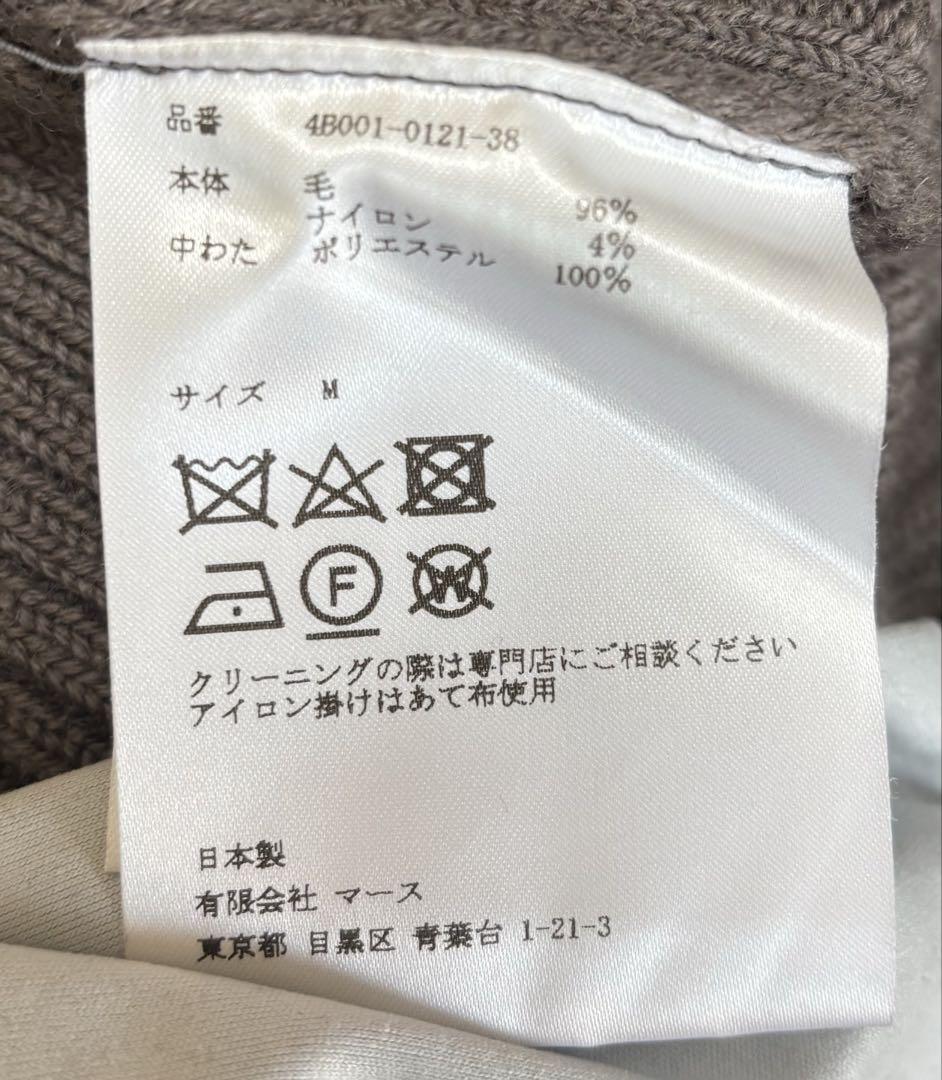 品番 4B001-0121-38
本体 毛 96%
ナイロン 4%
中わた ポリエステル 100%
サイズ M
F W
クリーニングの際は専門店にご相談ください
アイロン掛けはあて布使用
日本製
有限会社 マース
東京都 目黒区 青葉台 1-21-3